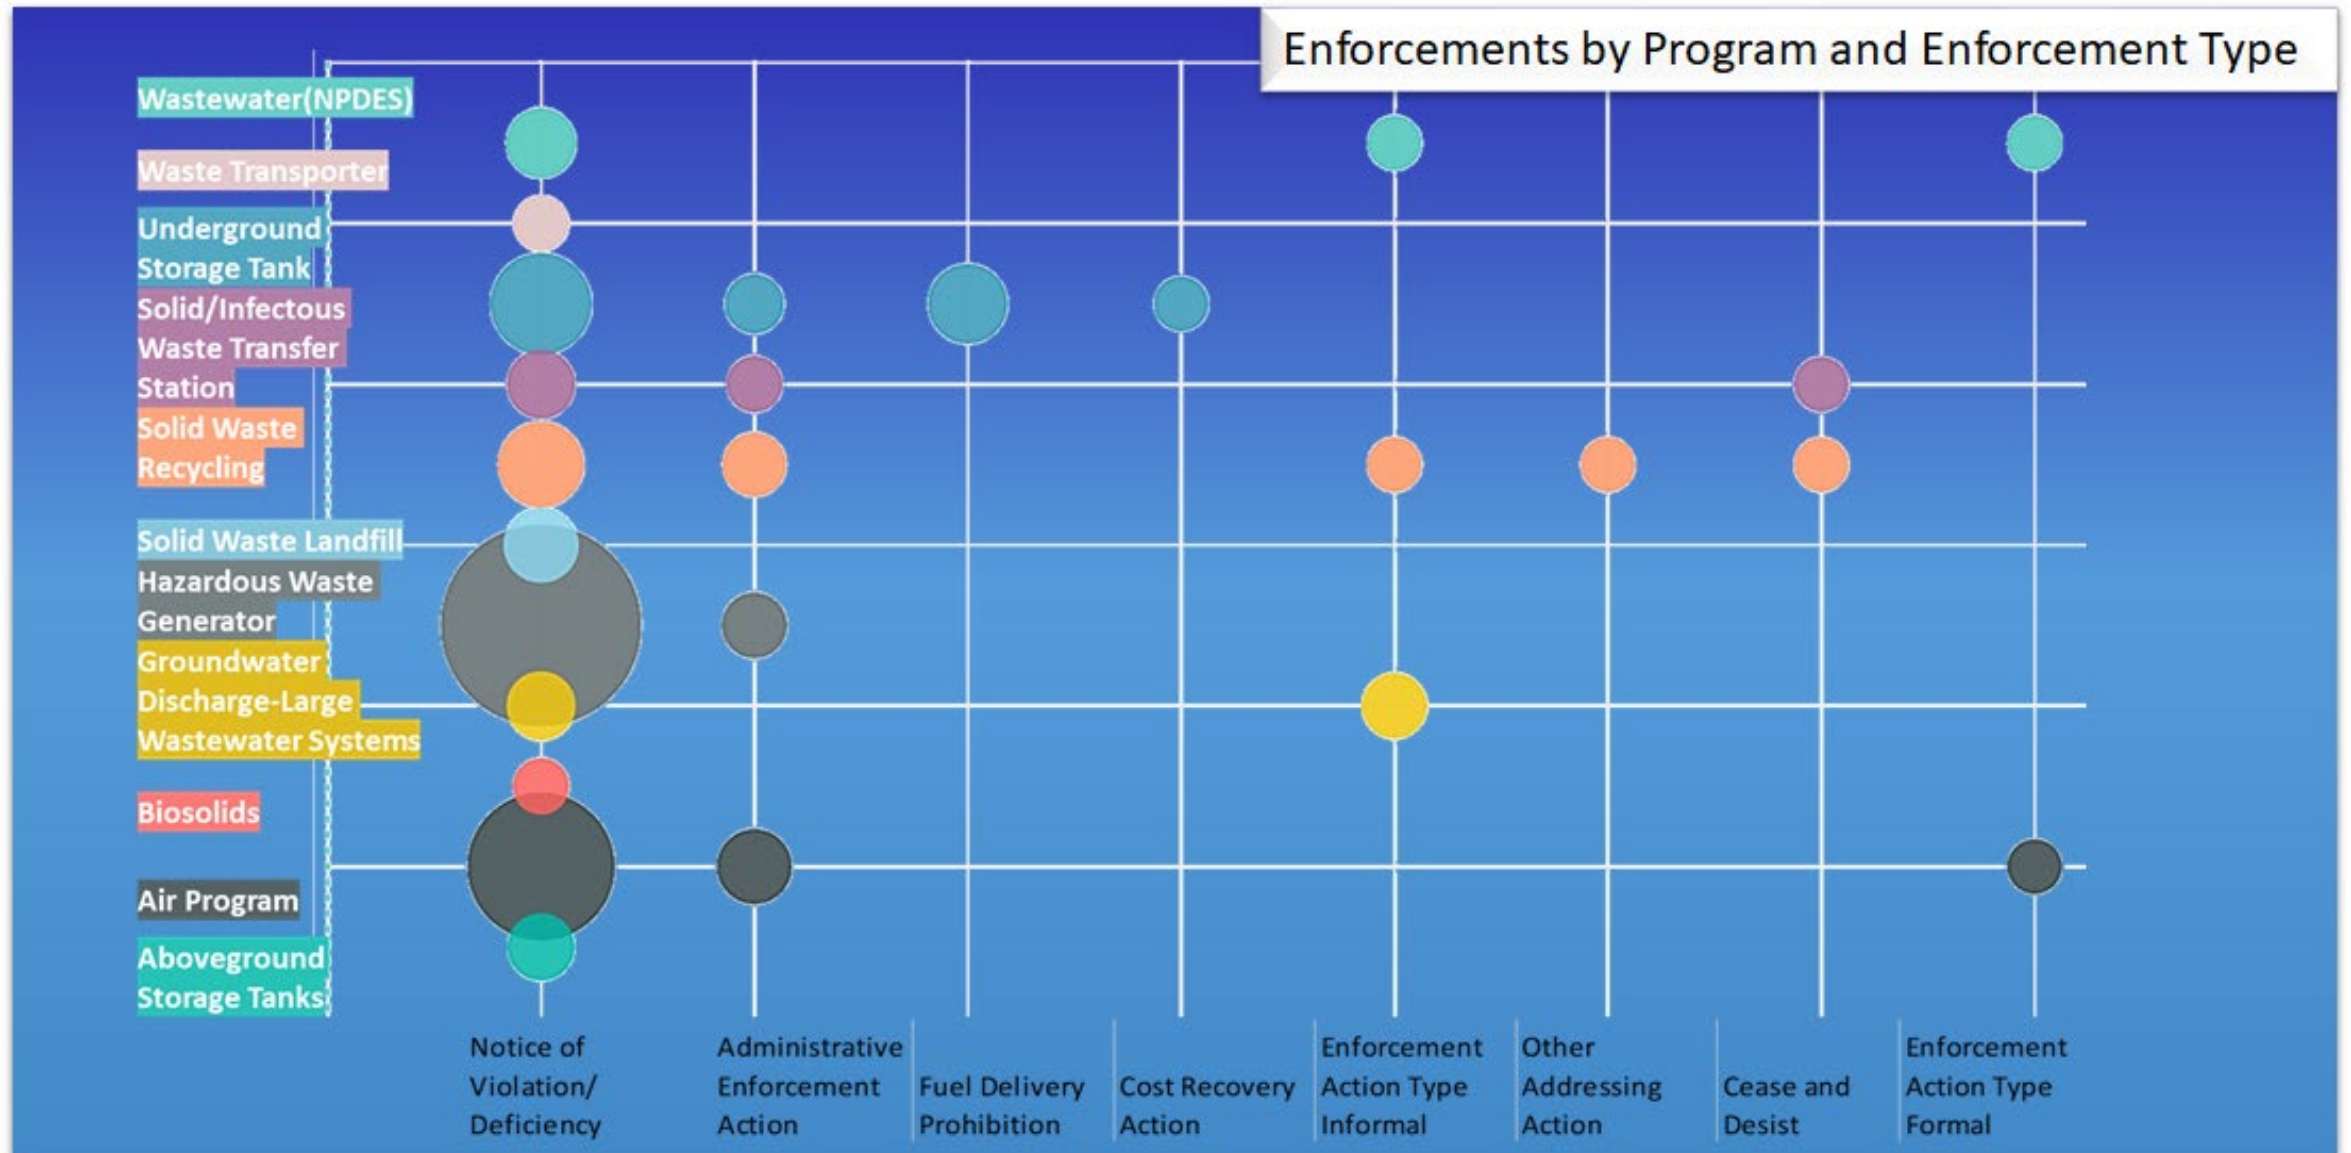 Enforcements by Program and Enforcement Type
Wastewater(NPDES)
Waste Transporter
Underground
Storage Tank
Solid/Infectous
Waste Transfer
Station
Solid Waste
Recycling
Solid Waste Landfill
Hazardous Waste
Generator
Groundwater
Discharge-Large
Wastewater Systems
Biosolids
Air Program
Aboveground
Storage Tanks
Notice of
Violation/
Deficiency
Administrative
Enforcement
Action
Fuel Delivery
Prohibition
Cost Recovery
Action
Enforcement
Action Type
Informal
Other
Addressing
Action
Cease and
Desist
Enforcement
Action Type
Formal